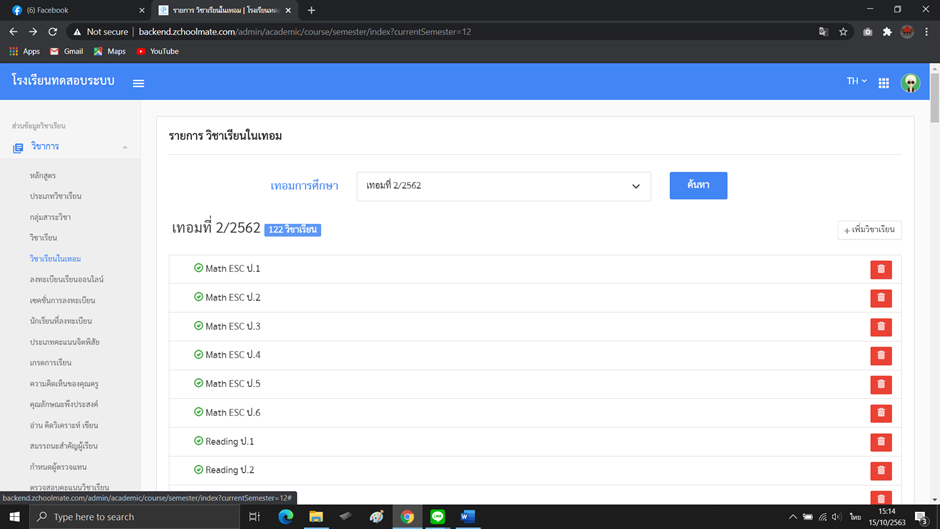 (6) Facebook
รายการ วิชาเรียนในเทอม | โรงเรียนทด
Not secure | backend.zchoolmate.com/admin/academic/course/semester/index?currentSemester=12
Apps Gmail Maps YouTube
โรงเรียนทดสอบระบบ
TH
ส่วนข้อมูลวิชาเรียน
วิชาการ
หลักสูตร
ประเภทวิชาเรียน
กลุ่มสาระวิชา
วิชาเรียน
วิชาเรียนในเทอม
ลงทะเบียนเรียนออนไลน์
เซคชั่นการลงทะเบียน
นักเรียนที่ลงทะเบียน
ประเภทคะแนนจิตพิสัย
เกรดการเรียน
ความคิดเห็นของคุณครู
คุณลักษณะพึงประสงค์
อ่าน คิดวิเคราะห์ เขียน
สมรรถนะสำคัญผู้เรียน
กำหนดผู้ตรวจแทน
ตรวจสอบคะแนนวิชาเรียน
รายการ วิชาเรียนในเทอม
เทอมการศึกษา
เทอมที่ 2/2562
ค้นหา
เทอมที่ 2/2562 122 วิชาเรียน
+ เพิ่มวิชาเรียน
Math ESC ป.1
Math ESC ป.2
Math ESC ป.3
Math ESC ป.4
Math ESC ป.5
Math ESC ป.6
Reading ป.1
Reading ป.2
backend.zchoolmate.com/admin/academic/course/semester/index?currentSemester=12#
Type here to search
ไทย
15:14
15/10/2563
3